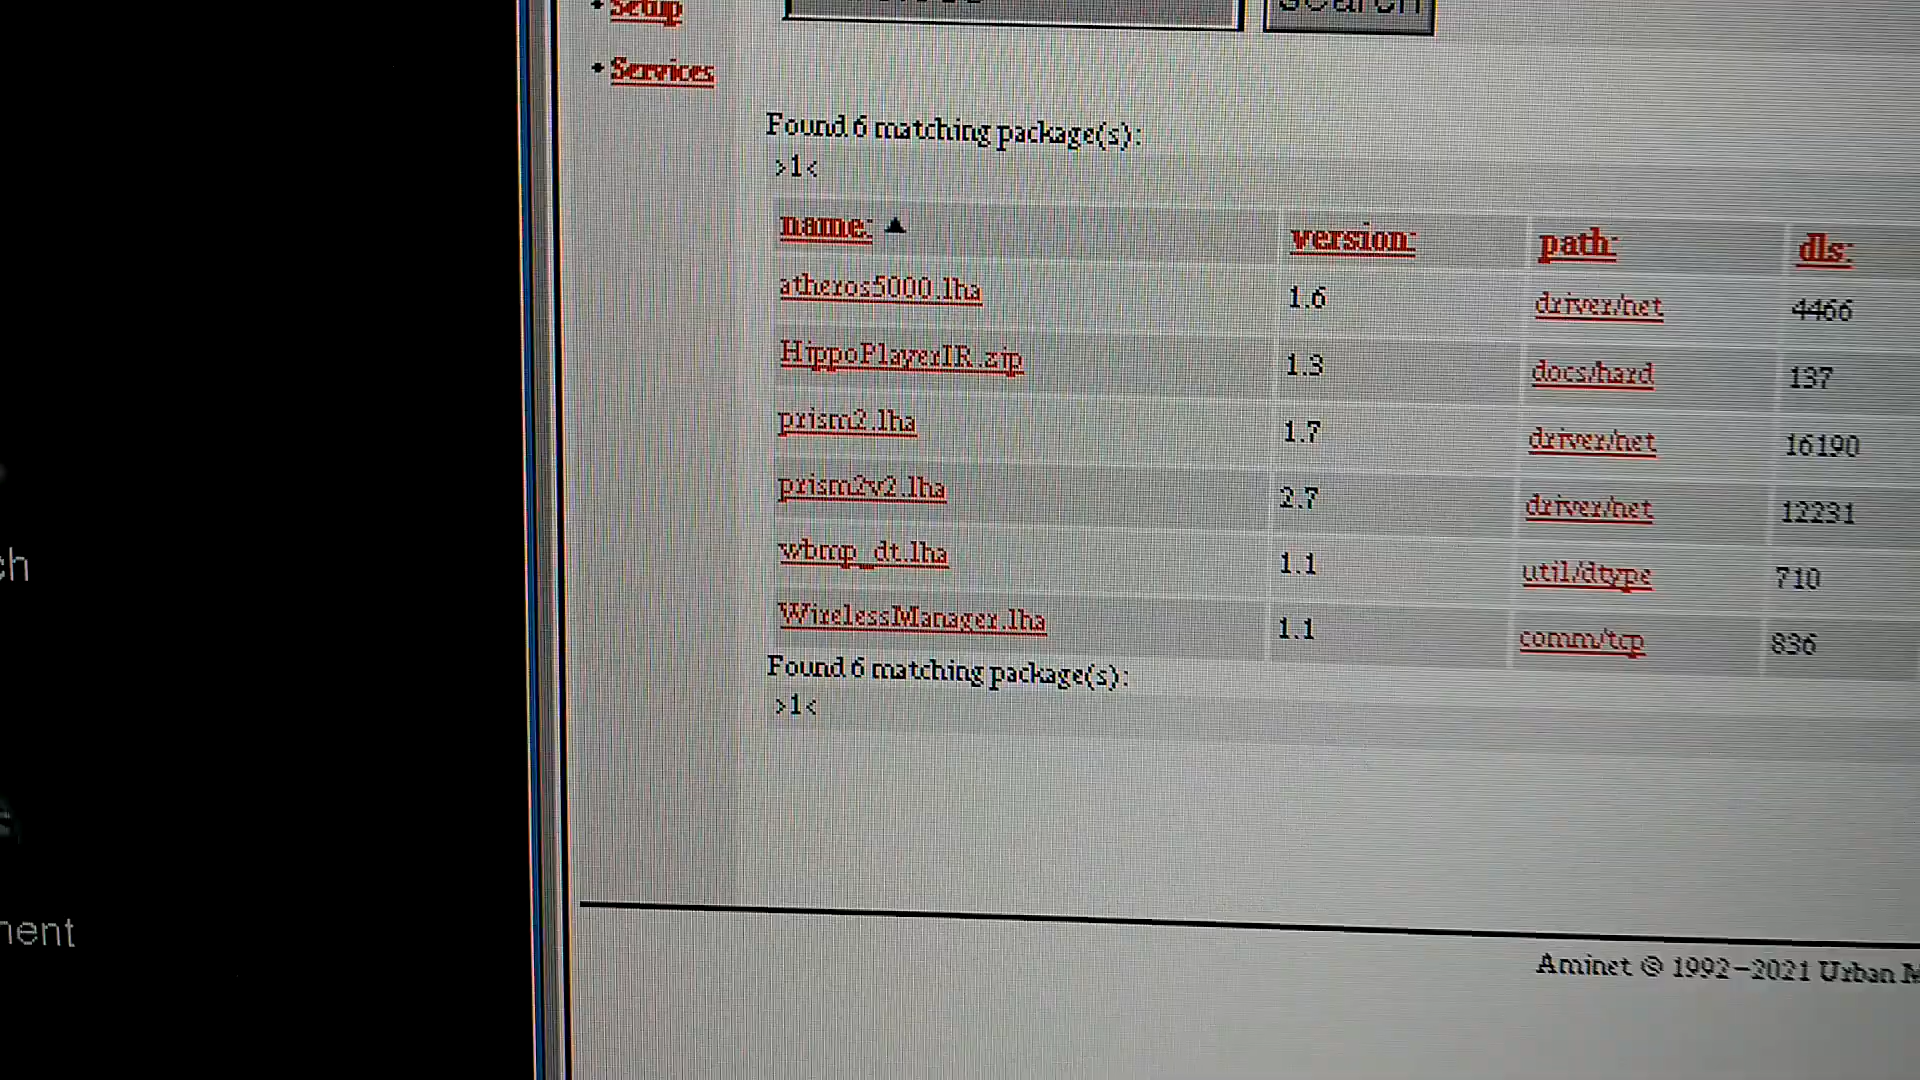 Setup
search
Services
Found 6 matching package(s):
>1<
name: ▲ version: path: dls:
atheros5000.lha 1.6 driver/net 4466
HippoPlayerIR.zip 1.3 docs/hard 137
prism2.lha 1.7 driver/net 16190
prism2v2.lha 2.7 driver/net 12231
wbmp_dt.lha 1.1 util/dtype 710
WirelessManager.lha 1.1 comm/tcp 836
Found 6 matching package(s):
>1<
Aminet © 1992-2021 Urban